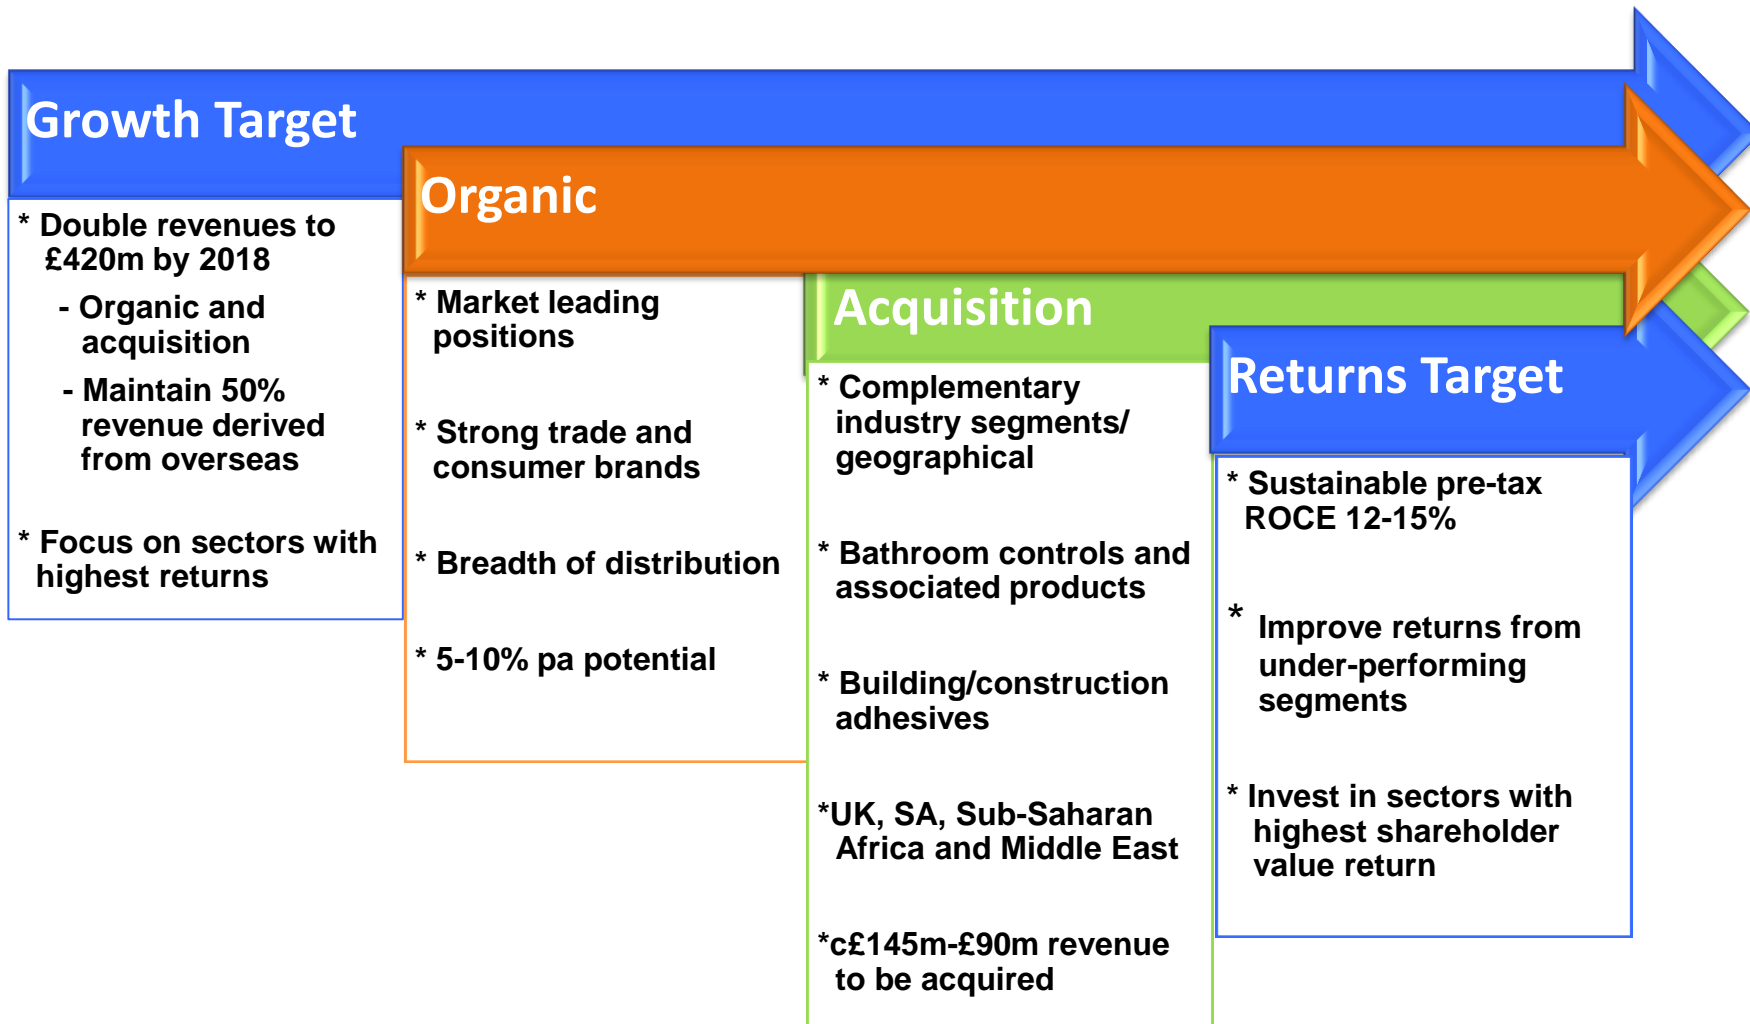 Growth Target
* Double revenues to
£420m by 2018
- Organic and
acquisition
- Maintain 50%
revenue derived
from overseas
* Focus on sectors with
highest returns
Organic
* Market leading
positions
* Strong trade and
consumer brands
* Breadth of distribution
* 5-10% pa potential
Acquisition
* Complementary
industry segments/
geographical
* Bathroom controls and
associated products
* Building/construction
adhesives
*UK, SA, Sub-Saharan
Africa and Middle East
*c£145m-£90m revenue
to be acquired
Returns Target
* Sustainable pre-tax
ROCE 12-15%
* Improve returns from
under-performing
segments
* Invest in sectors with
highest shareholder
value return